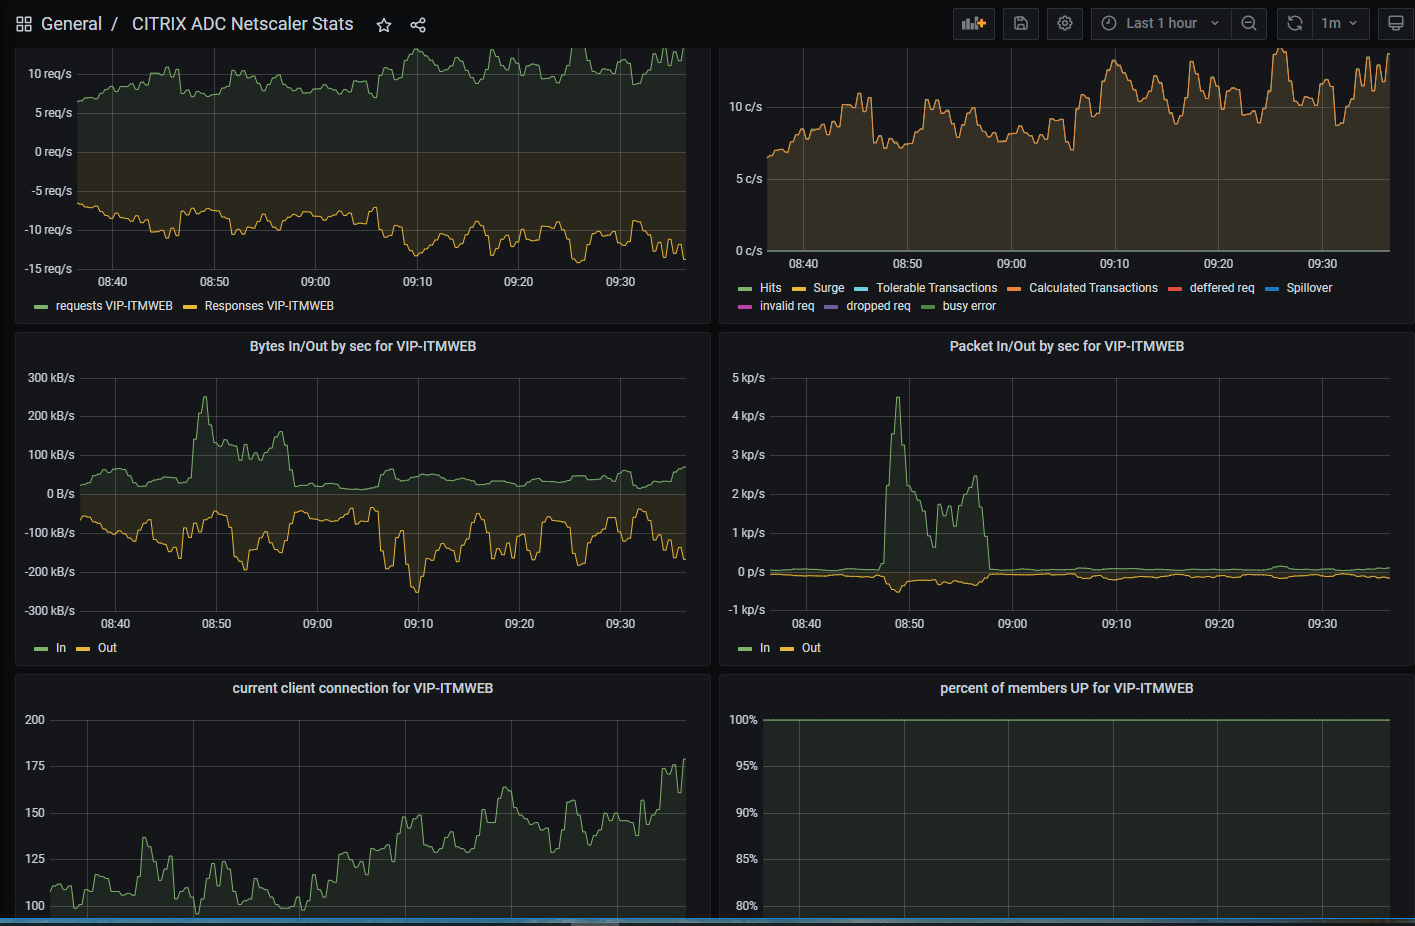 General / CITRIX ADC Netscaler Stats
Last 1 hour
1m
10 req/s
5 req/s
0 req/s
-5 req/s
-10 req/s
-15 req/s
08:40 08:50 09:00 09:10 09:20 09:30
requests VIP-ITMWEB Responses VIP-ITMWEB
10 c/s
5 c/s
0 c/s
08:40 08:50 09:00 09:10 09:20 09:30
Hits Surge Tolerable Transactions Calculated Transactions deffered req Spillover
invalid req dropped req busy error
Bytes In/Out by sec for VIP-ITMWEB
300 kB/s
200 kB/s
100 kB/s
0 B/s
-100 kB/s
-200 kB/s
-300 kB/s
08:40 08:50 09:00 09:10 09:20 09:30
In Out
Packet In/Out by sec for VIP-ITMWEB
5 kp/s
4 kp/s
3 kp/s
2 kp/s
1 kp/s
0 p/s
-1 kp/s
08:40 08:50 09:00 09:10 09:20 09:30
In Out
current client connection for VIP-ITMWEB
200
175
150
125
100
percent of members UP for VIP-ITMWEB
100%
95%
90%
85%
80%